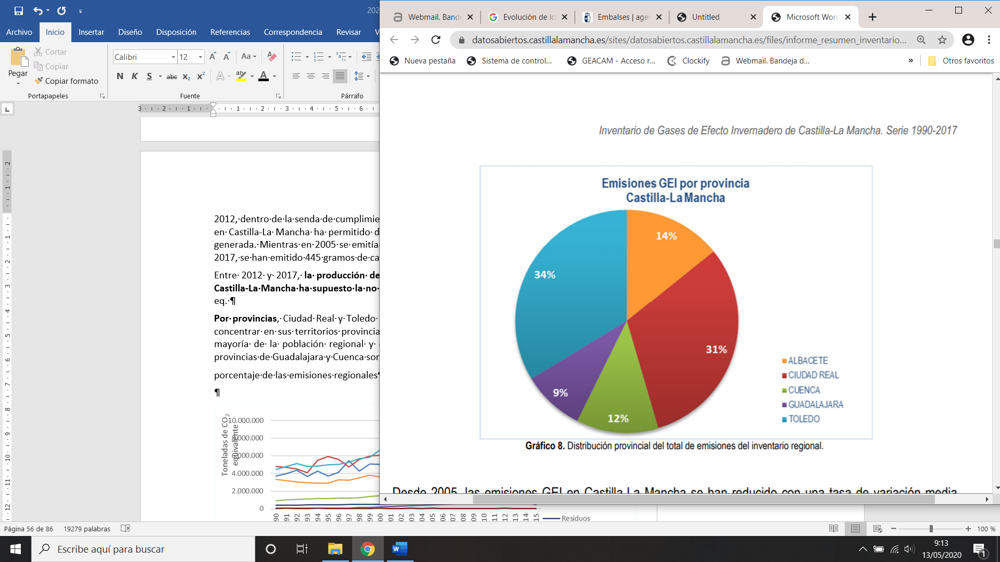 202
Archivo
Inicio
Insertar
Diseño
Disposición
Referencias
Correspondencia
Revisar
V
Pegar
Cortar
Copiar
Copiar formato
Portapapeles
Calibri
12
Aa
N K S abc x₂ x²
Fuente
Párrafo
3 2 1 1 2 3 4 5 6
2012, dentro de la senda de cumplimie
en Castilla-La Mancha ha permitido d
generada. Mientras en 2005 se emitían
2017, se han emitido 445 gramos de ca
Entre 2012 y 2017, la producción de
Castilla-La Mancha ha supuesto la no
eq. ¶
Por provincias, Ciudad Real y Toledo
concentrar en sus territorios provincia
mayoría de la población regional y
provincias de Guadalajara y Cuenca son
porcentaje de las emisiones regionales
¶
Toneladas de CO₂
equivalente
10.000.000
8.000.000
6.000.000
4.000.000
2.000.000
0
90 91 92 93 94 95 96 97 98 99 00 01 02 03 04 05 06 07 08 09 10 11 12 13 14 15
Residuos
Página 56 de 86
19279 palabras
100 %
Webmail. Bande
Evolución de lo
Embalses | age
Untitled
Microsoft Word
datosabiertos.castillalamancha.es/sites/datosabiertos.castillalamancha.es/files/informe_resumen_inventario...
Nueva pestaña
Sistema de control...
GEACAM - Acceso r...
Clockify
Webmail. Bandeja d...
»
Otros favoritos
Inventario de Gases de Efecto Invernadero de Castilla-La Mancha. Serie 1990-2017
Emisiones GEI por provincia
Castilla-La Mancha
14%
34%
31%
9%
12%
ALBACETE
CIUDAD REAL
CUENCA
GUADALAJARA
TOLEDO
Gráfico 8. Distribución provincial del total de emisiones del inventario regional.
Desde 2005, las emisiones GEI en Castilla-La Mancha se han reducido con una tasa de variación media
Escribe aquí para buscar
9:13
13/05/2020
1